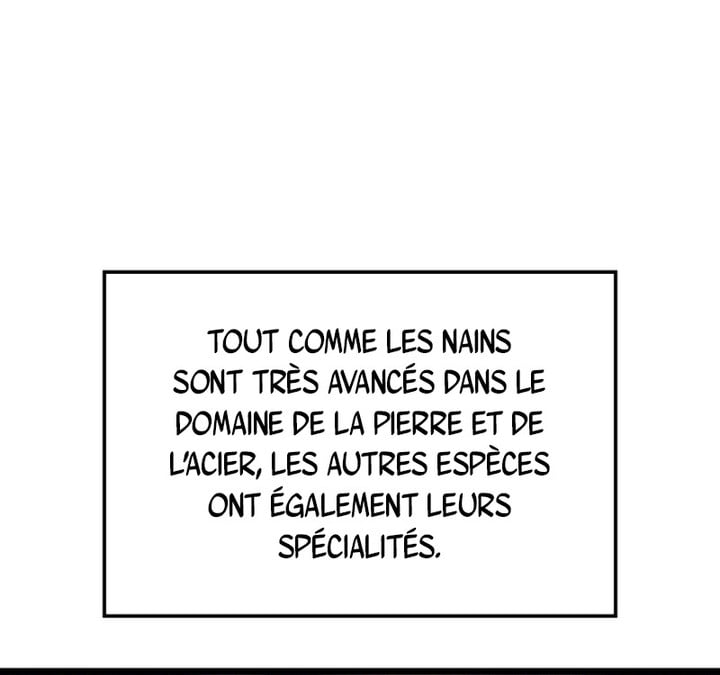 TOUT COMME LES NAINS
SONT TRÈS AVANCÉS DANS LE
DOMAINE DE LA PIERRE ET DE
L'ACIER, LES AUTRES ESPÈCES
ONT ÉGALEMENT LEURS
SPÉCIALITÉS.